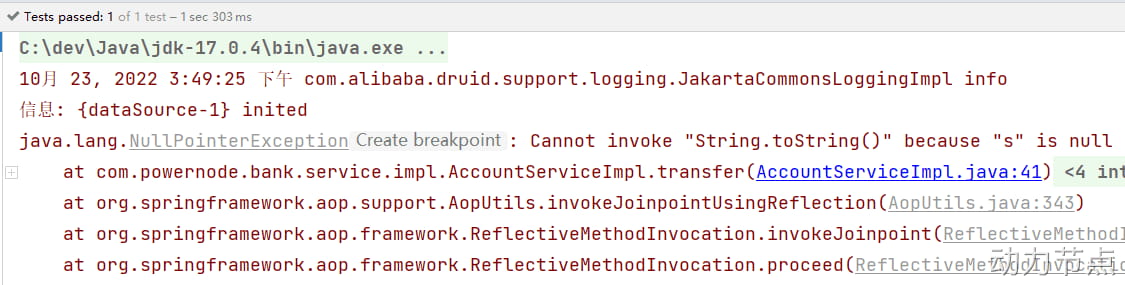 Tests passed: 1 of 1 test – 1 sec 303 ms
C:\dev\Java\jdk-17.0.4\bin\java.exe ...
10月 23, 2022 3:49:25 下午 com.alibaba.druid.support.logging.JakartaCommonsLoggingImpl info
信息: {dataSource-1} inited
java.lang.NullPointerException Create breakpoint : Cannot invoke "String.toString()" because "s" is null
at com.powernode.bank.service.impl.AccountServiceImpl.transfer(AccountServiceImpl.java:41) <4 int
at org.springframework.aop.support.AopUtils.invokeJoinpointUsingReflection(AopUtils.java:343)
at org.springframework.aop.framework.ReflectiveMethodInvocation.invokeJoinpoint(ReflectiveMethodI
at org.springframework.aop.framework.ReflectiveMethodInvocation.proceed(ReflectiveMethodInvocatio
动力节点